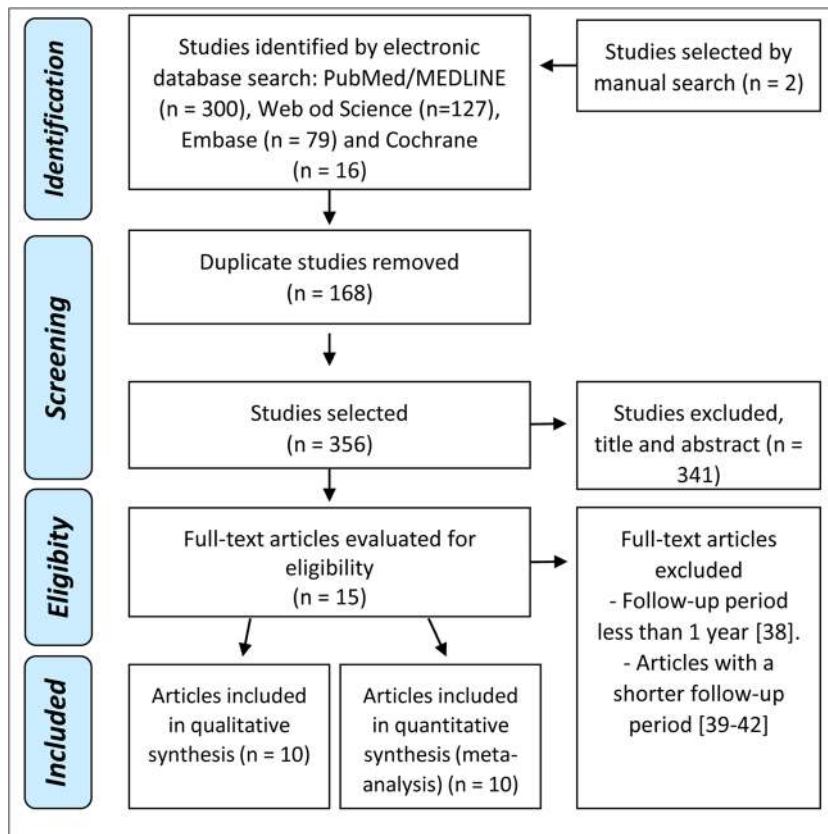 Identification
Studies identified by electronic
database search: PubMed/MEDLINE
(n = 300), Web od Science (n=127),
Embase (n = 79) and Cochrane
(n = 16)
Studies selected by
manual search (n = 2)
Screening
Duplicate studies removed
(n = 168)
Studies selected
(n = 356)
Studies excluded,
title and abstract (n =
341)
Eligibity
Full-text articles evaluated for
eligibility
(n = 15)
Full-text articles
excluded
- Follow-up period
less than 1 year [38].
- Articles with a
shorter follow-up
period [39-42]
Included
Articles included
in qualitative
synthesis (n = 10)
Articles included
in quantitative
synthesis (meta-
analysis) (n = 10)